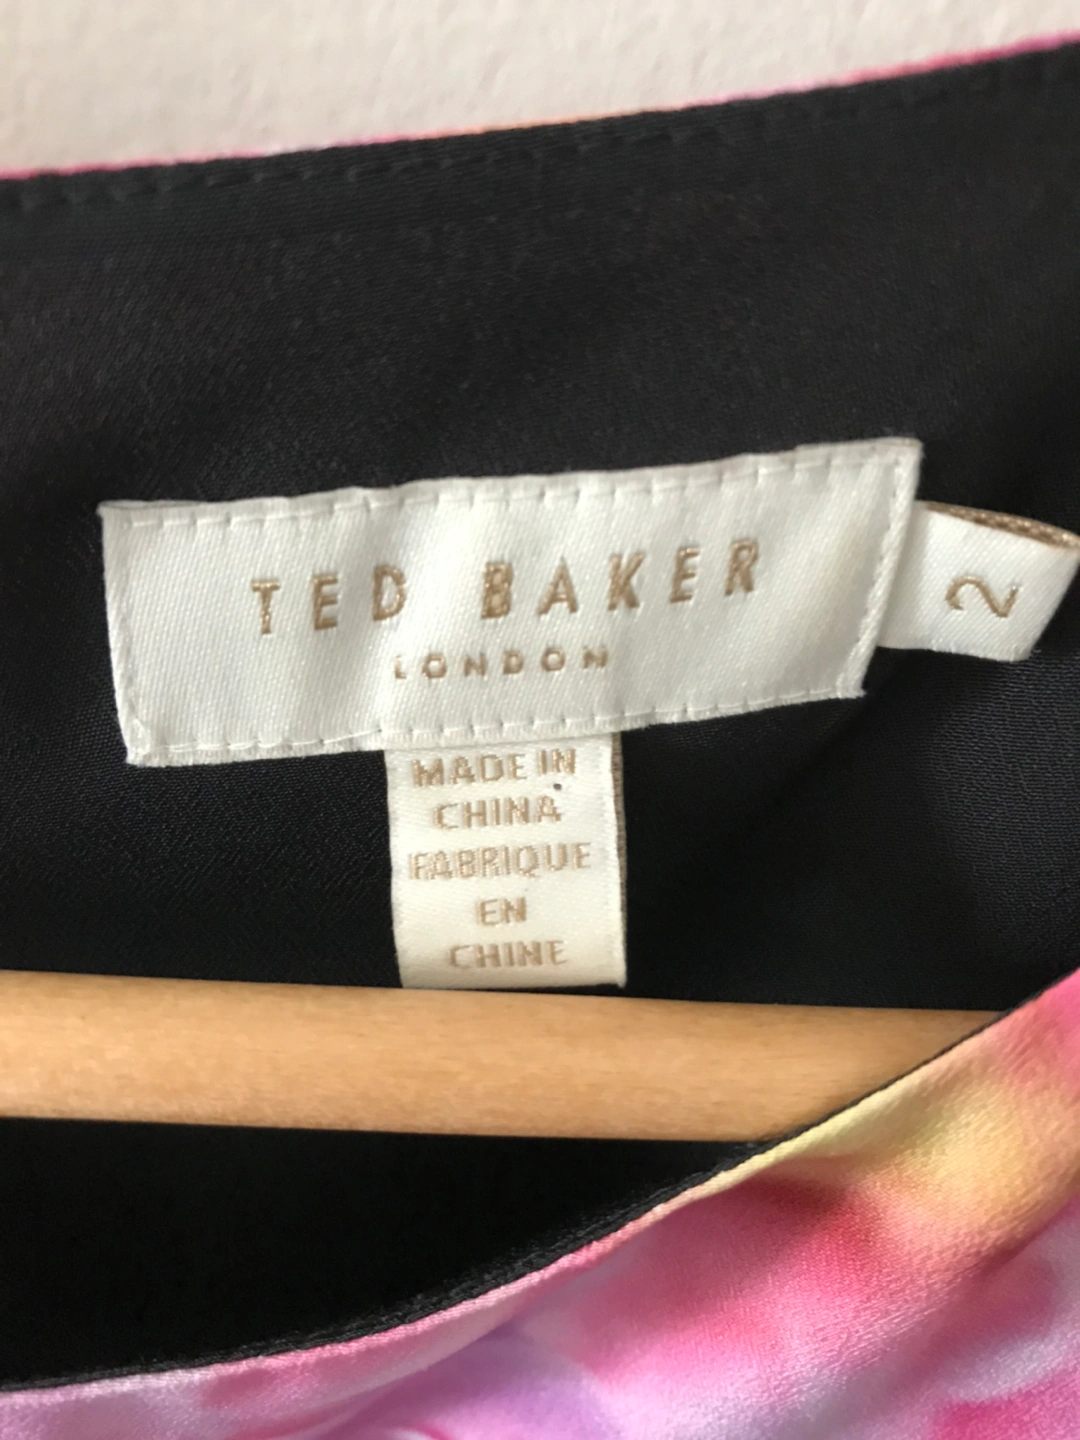 TED BAKER
LONDON
2
MADE IN
CHINA
FABRIQUE
EN
CHINE